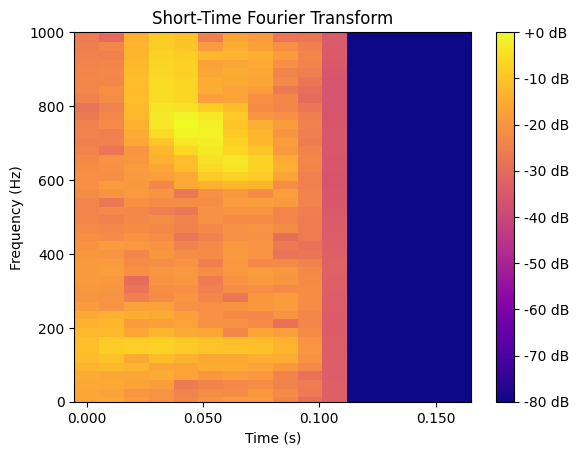 Short-Time Fourier Transform
1000
800
600
400
200
0
Frequency (Hz)
0.000
0.050
0.100
0.150
Time (s)
+0 dB
-10 dB
-20 dB
-30 dB
-40 dB
-50 dB
-60 dB
-70 dB
-80 dB